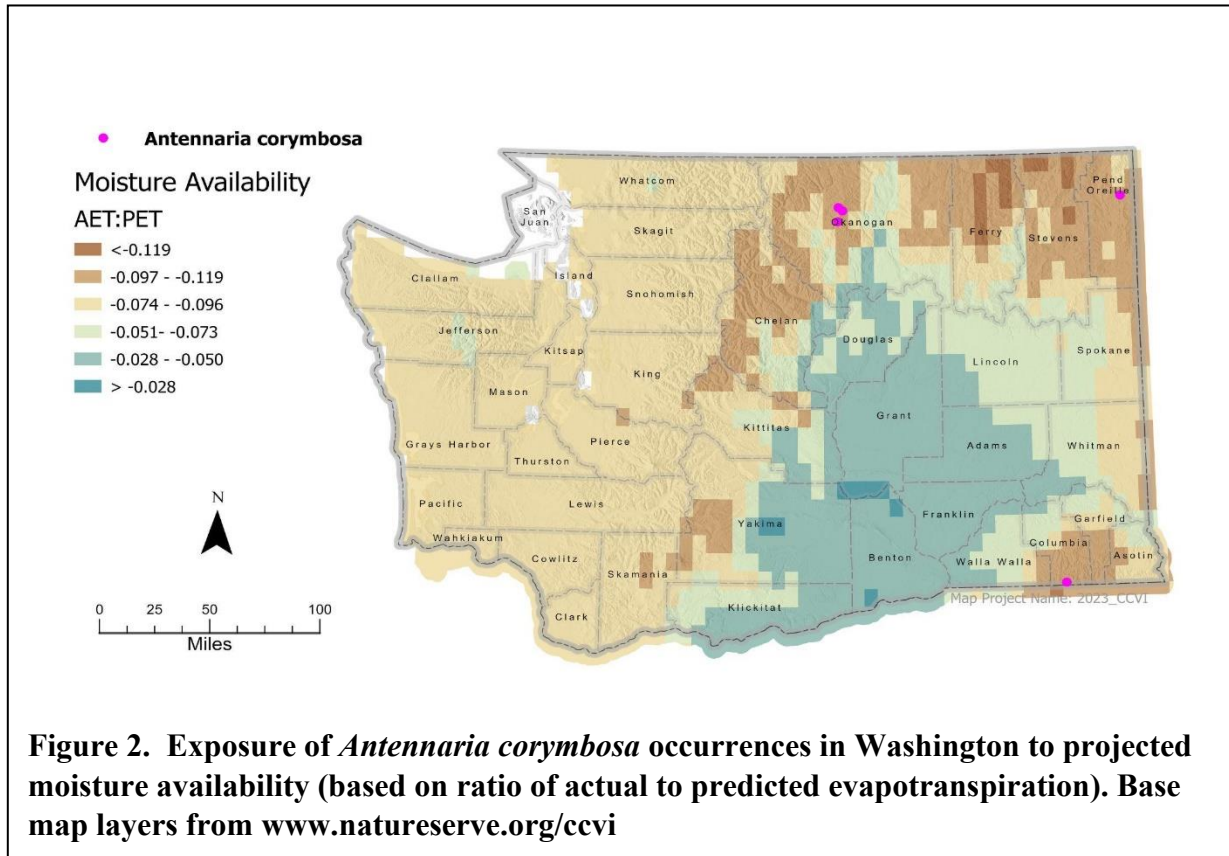 Antennaria corymbosa
Moisture Availability
AET:PET
<-0.119
-0.097 - -0.119
-0.074 - -0.096
-0.051- -0.073
-0.028 - -0.050
> -0.028
N
0 25 50 100
Miles
Whatcom
San
Juan
Skagit
Island
Clallam
Snohomish
Jefferson
Kitsap
King
Mason
Grays Harbor
Pierce
Thurston
Pacific
Lewis
Wahkiakum
Cowlitz
Skamania
Clark
Okanogan
Ferry
Stevens
Pend
Oreille
Chelan
Douglas
Lincoln
Spokane
Grant
Kittitas
Adams
Whitman
Yakima
Franklin
Garfield
Columbia
Asotin
Benton
Walla Walla
Klickitat
Map Project Name: 2023_CCVI
Figure 2. Exposure of Antennaria corymbosa occurrences in Washington to projected
moisture availability (based on ratio of actual to predicted evapotranspiration). Base
map layers from www.natureserve.org/ccvi